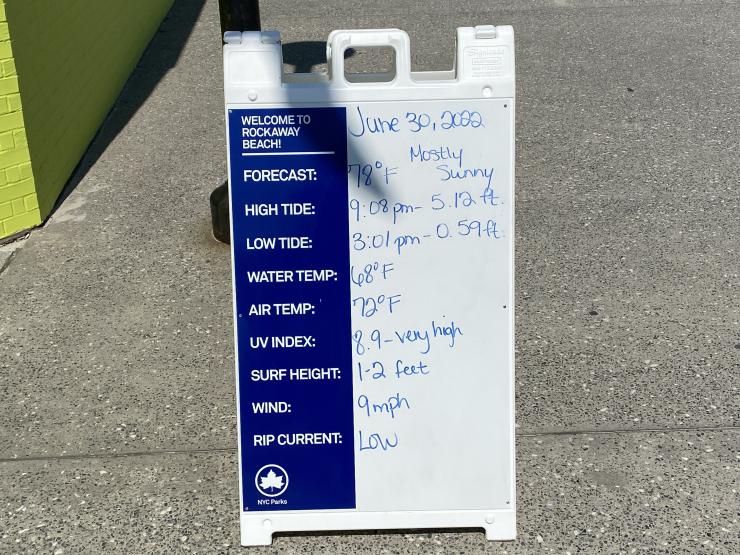 WELCOME TO
ROCKAWAY
BEACH!
June 30, 2022
FORECAST: 78°F Mostly
Sunny
HIGH TIDE: 9:08 pm - 5.12 ft.
LOW TIDE: 3:01 pm - 0.59 ft.
WATER TEMP: 68°F
AIR TEMP: 72°F
UV INDEX: 8.9 - very high
SURF HEIGHT: 1-2 feet
WIND: 9 mph
RIP CURRENT: Low
NYC Parks